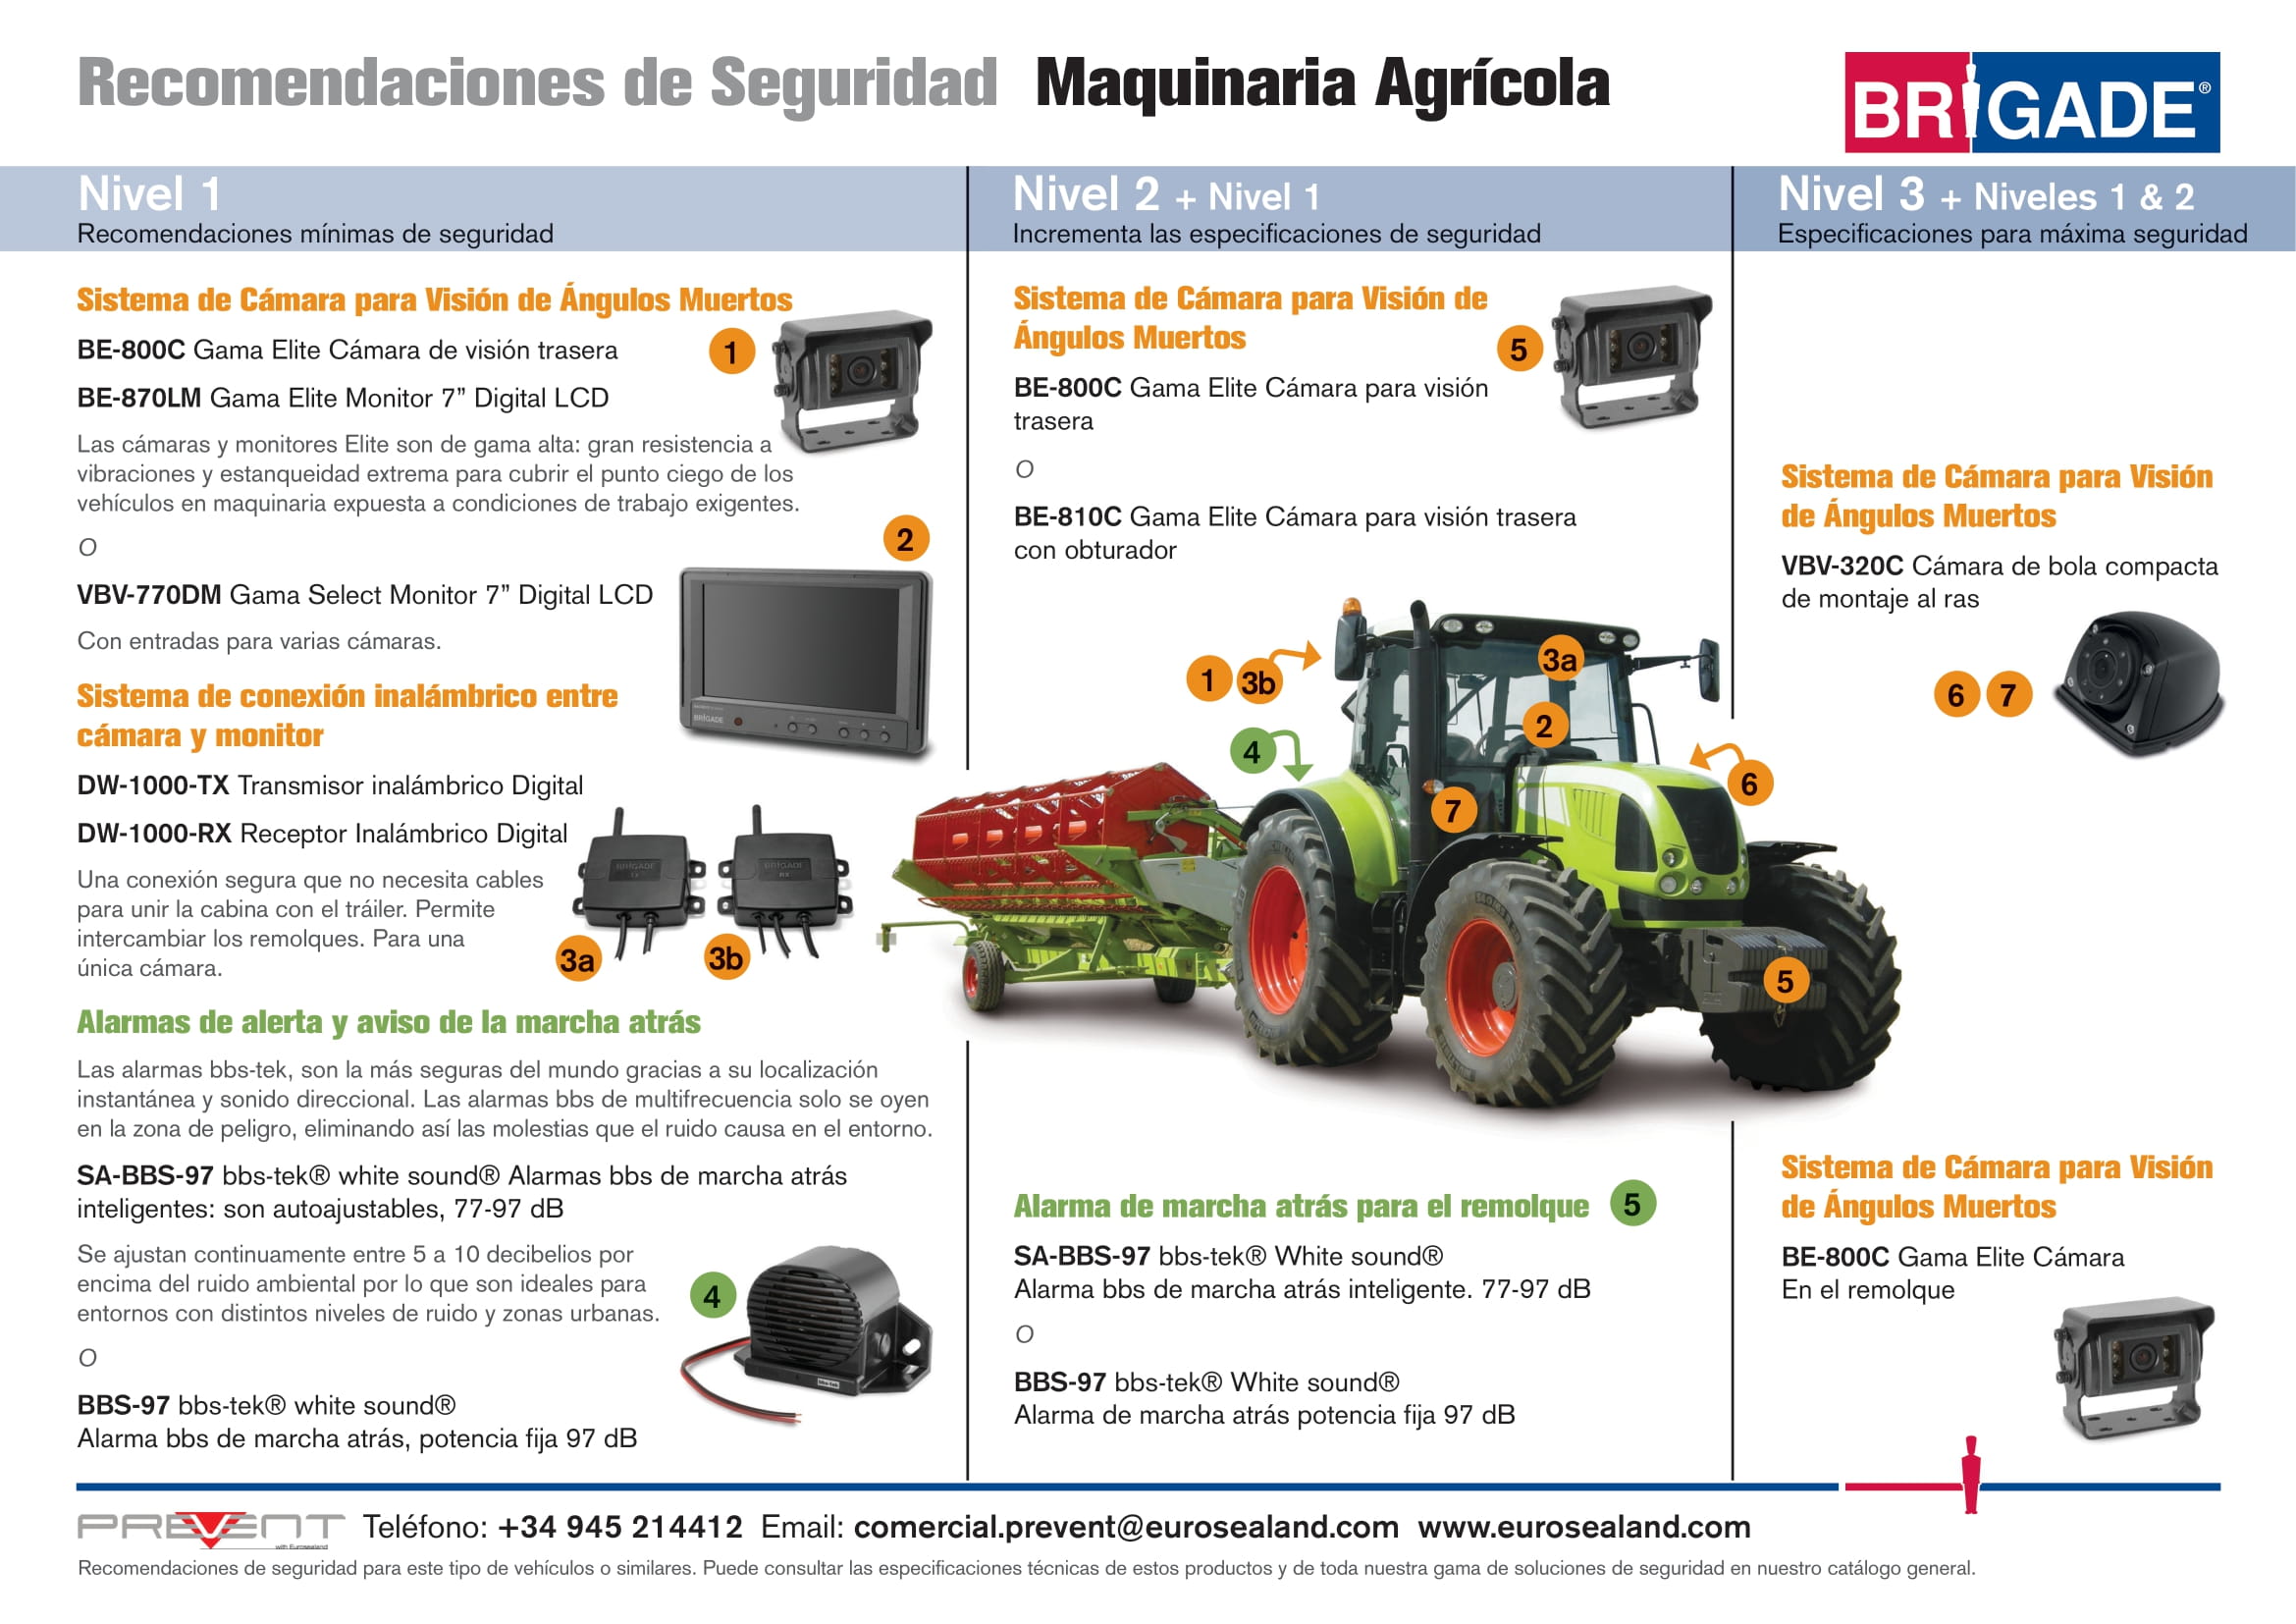 Recomendaciones de Seguridad Maquinaria Agrícola
BRIGADE®
Nivel 1
Recomendaciones mínimas de seguridad
Sistema de Cámara para Visión de Ángulos Muertos
BE-800C Gama Elite Cámara de visión trasera
1
BE-870LM Gama Elite Monitor 7” Digital LCD
Las cámaras y monitores Elite son de gama alta: gran resistencia a
vibraciones y estanqueidad extrema para cubrir el punto ciego de los
vehículos en maquinaria expuesta a condiciones de trabajo exigentes.
O
2
VBV-770DM Gama Select Monitor 7” Digital LCD
Con entradas para varias cámaras.
BRIGADE
Sistema de conexión inalámbrico entre
cámara y monitor
DW-1000-TX Transmisor inalámbrico Digital
DW-1000-RX Receptor Inalámbrico Digital
BRIGADE
TX
BRIGADE
RX
Una conexión segura que no necesita cables
para unir la cabina con el tráiler. Permite
intercambiar los remolques. Para una
única cámara.
3a
3b
Alarmas de alerta y aviso de la marcha atrás
Las alarmas bbs-tek, son la más seguras del mundo gracias a su localización
instantánea y sonido direccional. Las alarmas bbs de multifrecuencia solo se oyen
en la zona de peligro, eliminando así las molestias que el ruido causa en el entorno.
SA-BBS-97 bbs-tek® white sound® Alarmas bbs de marcha atrás
inteligentes: son autoajustables, 77-97 dB
Se ajustan continuamente entre 5 a 10 decibelios por
encima del ruido ambiental por lo que son ideales para
entornos con distintos niveles de ruido y zonas urbanas.
4
bbs-tek
O
BBS-97 bbs-tek® white sound®
Alarma bbs de marcha atrás, potencia fija 97 dB
Nivel 2 + Nivel 1
Incrementa las especificaciones de seguridad
Sistema de Cámara para Visión de
Ángulos Muertos
5
BE-800C Gama Elite Cámara para visión
trasera
O
BE-810C Gama Elite Cámara para visión trasera
con obturador
1 3b
3a
2
4
6
7
5
Alarma de marcha atrás para el remolque 5
SA-BBS-97 bbs-tek® White sound®
Alarma bbs de marcha atrás inteligente. 77-97 dB
O
BBS-97 bbs-tek® White sound®
Alarma de marcha atrás potencia fija 97 dB
Nivel 3 + Niveles 1 & 2
Especificaciones para máxima seguridad
Sistema de Cámara para Visión
de Ángulos Muertos
VBV-320C Cámara de bola compacta
de montaje al ras
6 7
Sistema de Cámara para Visión
de Ángulos Muertos
BE-800C Gama Elite Cámara
En el remolque
PREVENT
with Eurosealand
Teléfono: +34 945 214412 Email: comercial.prevent@eurosealand.com www.eurosealand.com
Recomendaciones de seguridad para este tipo de vehículos o similares. Puede consultar las especificaciones técnicas de estos productos y de toda nuestra gama de soluciones de seguridad en nuestro catálogo general.